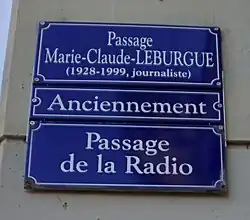 Passage
Marie-Claude-LEBURGUE
(1928-1999, journaliste)
Anciennement
Passage
de la Radio